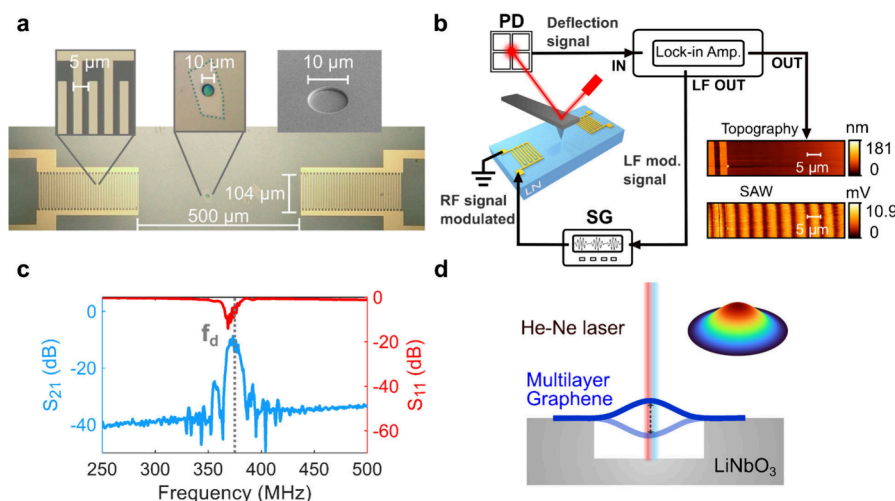 a
5 µm
10 µm
10 µm
104 µm
500 µm
b
PD
Deflection
signal
Lock-in Amp.
IN
OUT
LF OUT
LN
RF signal
modulated
LF mod.
signal
SG
Topography
nm
181
0
5 µm
SAW
mV
10.9
0
5 µm
c
f_d
S21 (dB)
0
-20
-40
S11 (dB)
0
-20
-40
-60
250
300
350
400
450
500
Frequency (MHz)
d
He-Ne laser
Multilayer
Graphene
LiNbO3